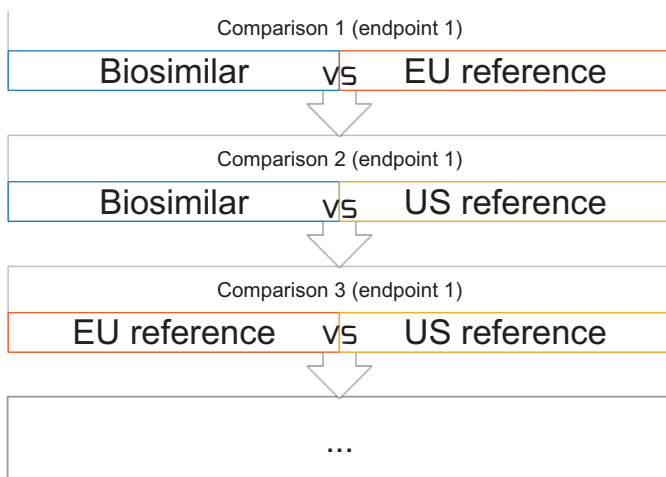 Comparison 1 (endpoint 1)
Biosimilar vs EU reference
Comparison 2 (endpoint 1)
Biosimilar vs US reference
Comparison 3 (endpoint 1)
EU reference vs US reference
...